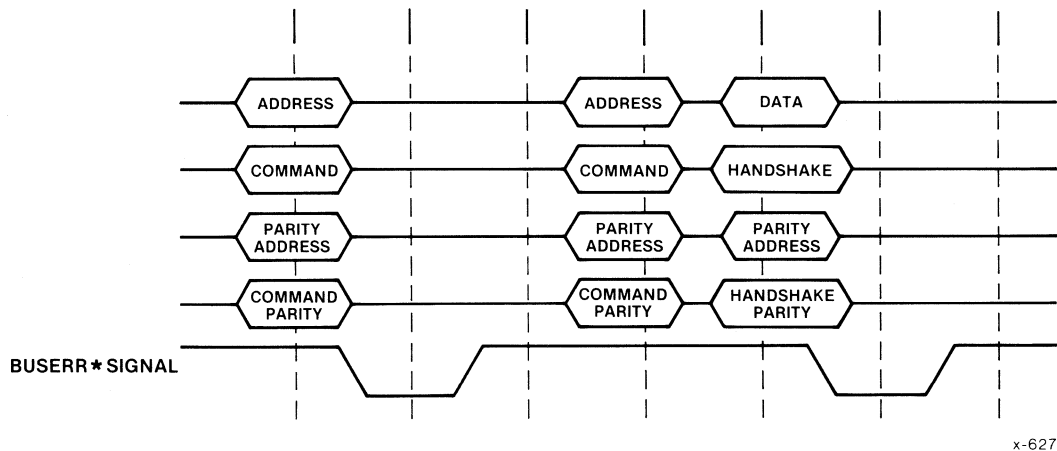 ADDRESS ADDRESS DATA
COMMAND COMMAND HANDSHAKE
PARITY ADDRESS PARITY ADDRESS PARITY ADDRESS
COMMAND PARITY COMMAND PARITY HANDSHAKE PARITY
BUSERR * SIGNAL
x-627